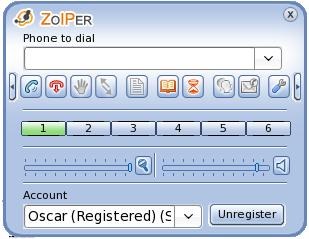 ZoIPer
Phone to dial
1 2 3 4 5 6
Account
Oscar (Registered) (S
Unregister